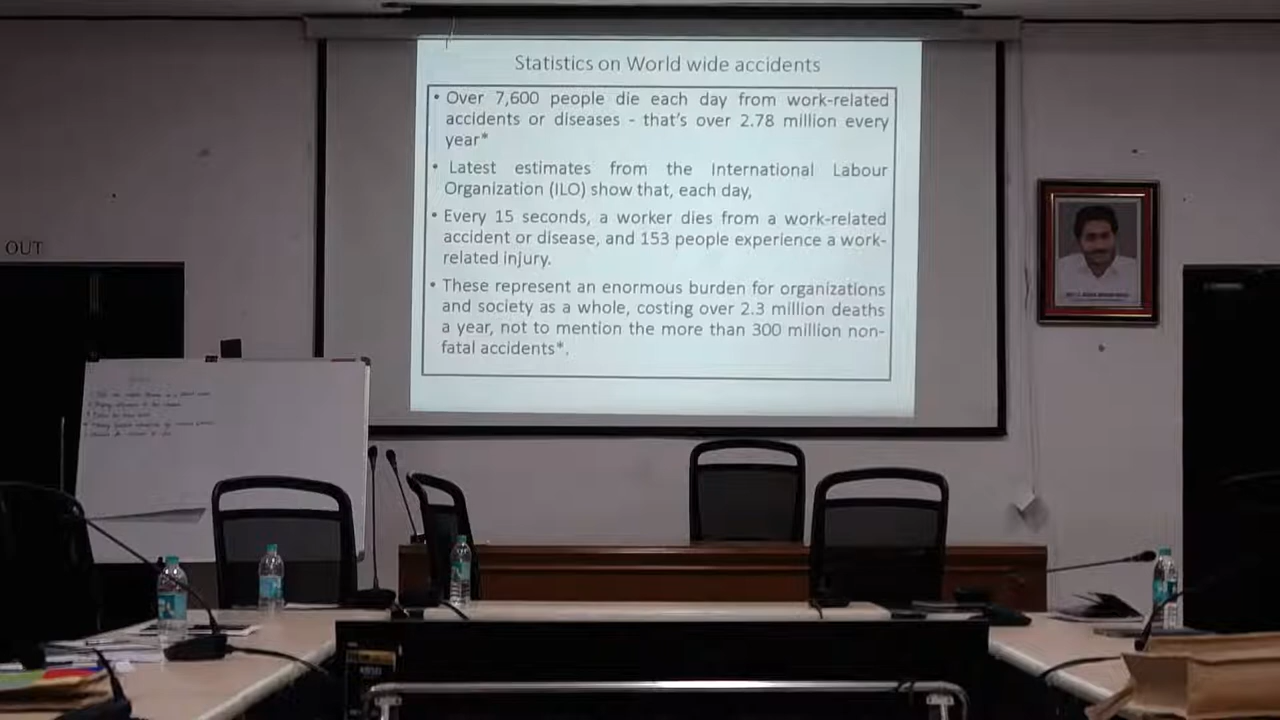 Statistics on World wide accidents
• Over 7,600 people die each day from work-related
accidents or diseases - that's over 2.78 million every
year*
• Latest estimates from the International Labour
Organization (ILO) show that, each day,
• Every 15 seconds, a worker dies from a work-related
accident or disease, and 153 people experience a work-
related injury.
• These represent an enormous burden for organizations
and society as a whole, costing over 2.3 million deaths
a year, not to mention the more than 300 million non-
fatal accidents*.
OUT